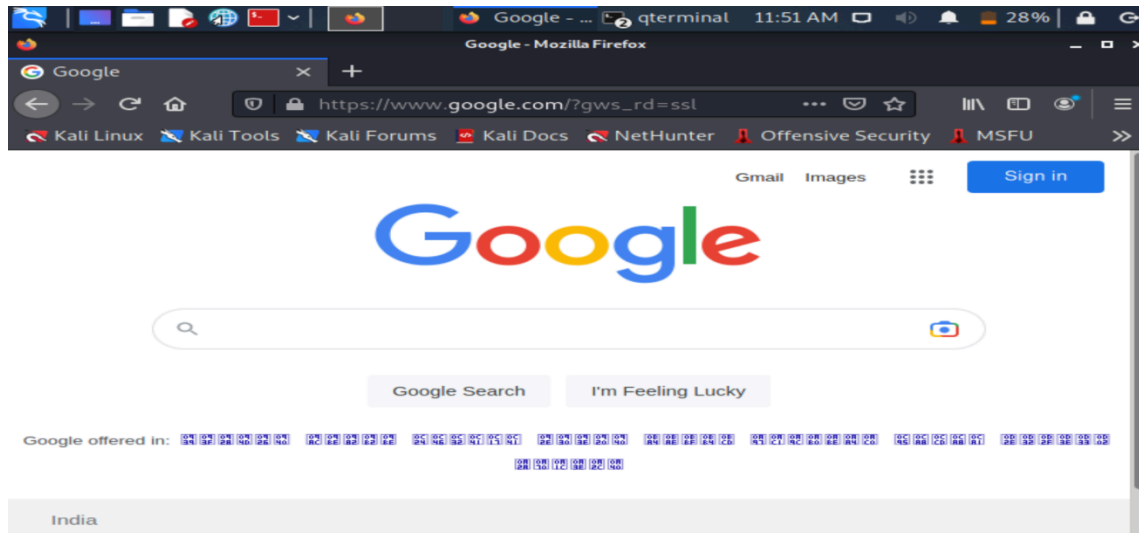 Google - ... qterminal 11:51 AM 28%
Google - Mozilla Firefox
Google
https://www.google.com/?gws_rd=ssl
Kali Linux Kali Tools Kali Forums Kali Docs NetHunter Offensive Security MSFU
Gmail Images Sign in
Google
Google Search I'm Feeling Lucky
Google offered in:
India